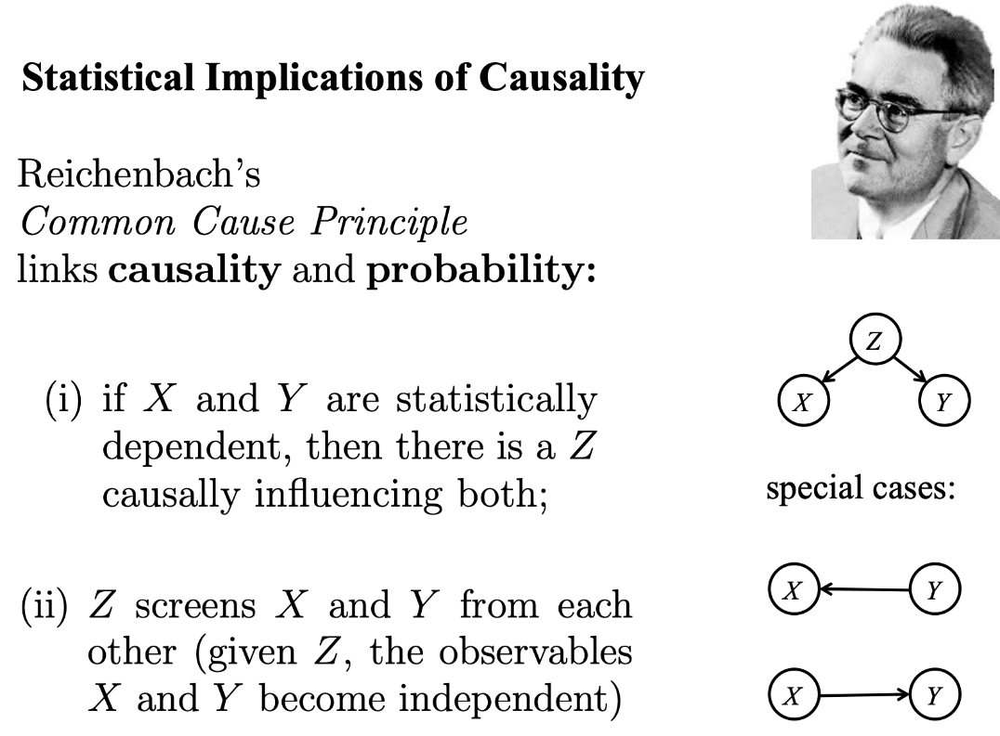 Statistical Implications of Causality
Reichenbach's
Common Cause Principle
links causality and probability:
(i) if X and Y are statistically
dependent, then there is a Z
causally influencing both;
(ii) Z screens X and Y from each
other (given Z, the observables
X and Y become independent)
Z
X Y
special cases:
X Y
X Y